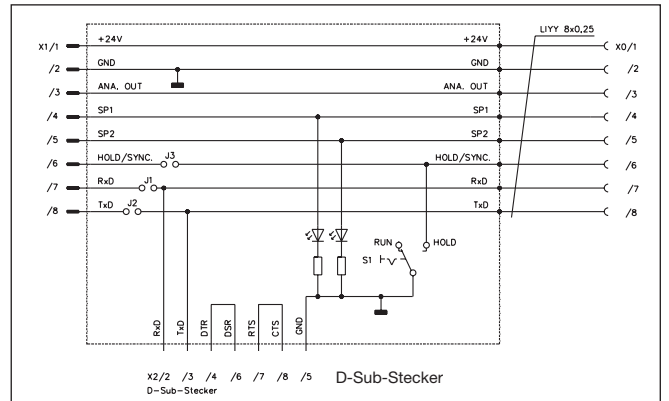 LIYY 8x0,25
X1/1 +24V +24V X0/1
/2 GND GND /2
/3 ANA. OUT ANA. OUT /3
/4 SP1 SP1 /4
/5 SP2 SP2 /5
/6 HOLD/SYNC. J3 HOLD/SYNC. /6
/7 RxD J1 RxD /7
/8 TxD J2 TxD /8
RUN HOLD
S1
RxD TxD DTR DSR RTS CTS GND
X2/2 /3 /4 /6 /7 /8 /5 D-Sub-Stecker
D-Sub-Stecker